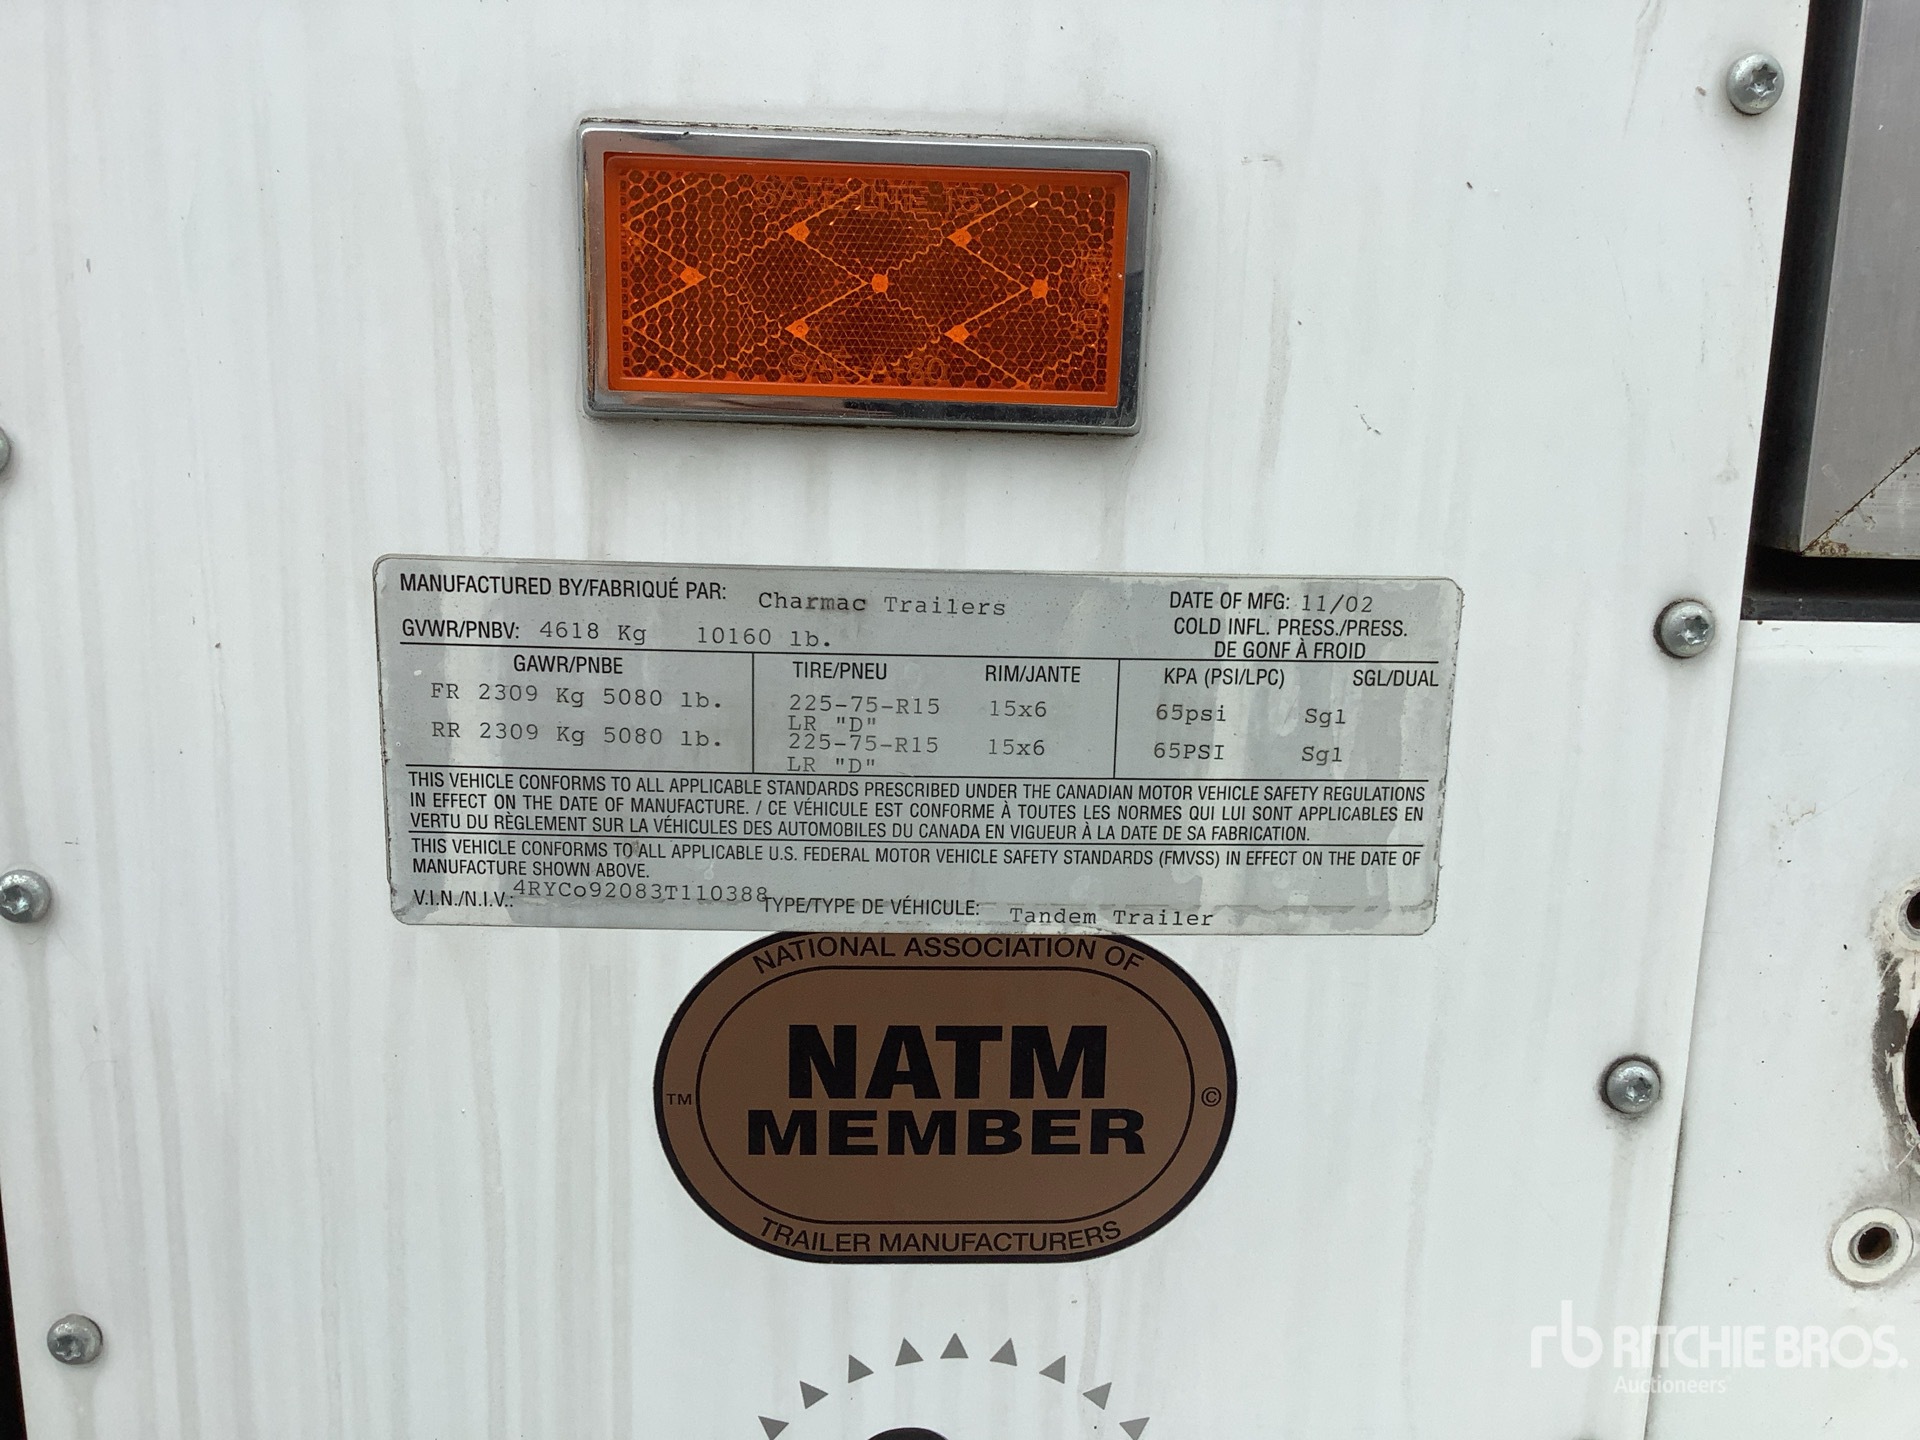 SATE-LITE 75
SAE-A-80
MANUFACTURED BY/FABRIQUÉ PAR: Charmac Trailers DATE OF MFG: 11/02
GVWR/PNBV: 4618 Kg 10160 lb. COLD INFL. PRESS./PRESS.
DE GONF À FROID
GAWR/PNBE TIRE/PNEU RIM/JANTE KPA (PSI/LPC) SGL/DUAL
FR 2309 Kg 5080 lb. 225-75-R15 15x6 65psi Sgl
LR "D"
RR 2309 Kg 5080 lb. 225-75-R15 15x6 65PSI Sgl
LR "D"
THIS VEHICLE CONFORMS TO ALL APPLICABLE STANDARDS PRESCRIBED UNDER THE CANADIAN MOTOR VEHICLE SAFETY REGULATIONS
IN EFFECT ON THE DATE OF MANUFACTURE. / CE VÉHICULE EST CONFORME À TOUTES LES NORMES QUI LUI SONT APPLICABLES EN
VERTU DU RÈGLEMENT SUR LA VÉHICULES DES AUTOMOBILES DU CANADA EN VIGUEUR À LA DATE DE SA FABRICATION.
THIS VEHICLE CONFORMS TO ALL APPLICABLE U.S. FEDERAL MOTOR VEHICLE SAFETY STANDARDS (FMVSS) IN EFFECT ON THE DATE OF
MANUFACTURE SHOWN ABOVE.
V.I.N./N.I.V.: 4RYCo92083T110388 TYPE/TYPE DE VÉHICULE: Tandem Trailer
NATIONAL ASSOCIATION OF
NATM
TM MEMBER ©
TRAILER MANUFACTURERS
rb RITCHIE BROS.
Auctioneers